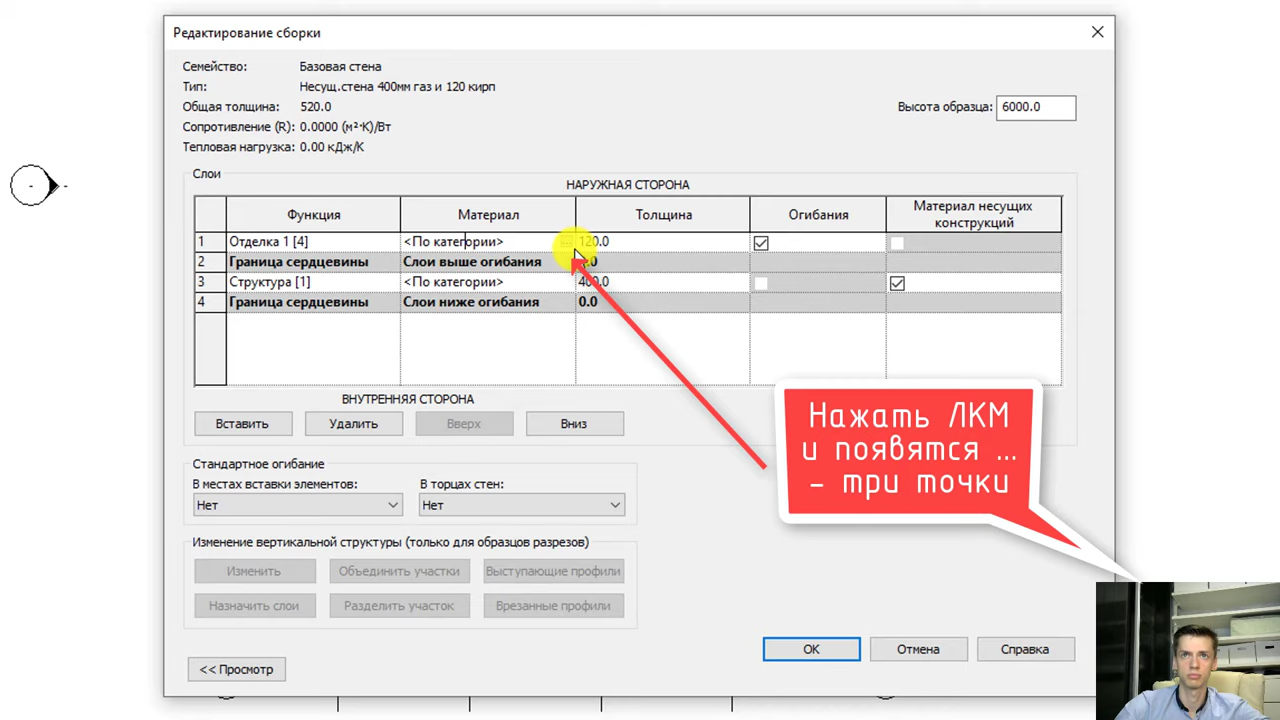 Редактирование сборки
Семейство: Базовая стена
Тип: Несущ.стена 400мм газ и 120 кирп
Общая толщина: 520.0
Высота образца: 6000.0
Сопротивление (R): 0.0000 (м²·К)/Вт
Тепловая нагрузка: 0.00 кДж/К
Слои
НАРУЖНАЯ СТОРОНА
Функция Материал Толщина Огибания Материал несущих конструкций
1 Отделка 1 [4] <По категории> 120.0
2 Граница сердцевины Слои выше огибания
3 Структура [1] <По категории> 400.0
4 Граница сердцевины Слои ниже огибания 0.0
ВНУТРЕННЯЯ СТОРОНА
Вставить Удалить Вверх Вниз
Нажать ЛКМ
и появятся ...
- три точки
Стандартное огибание
В местах вставки элементов: В торцах стен:
Нет Нет
Изменение вертикальной структуры (только для образцов разрезов)
Изменить Объединить участки Выступающие профили
Назначить слои Разделить участок Врезанные профили
OK Отмена Справка
<< Просмотр